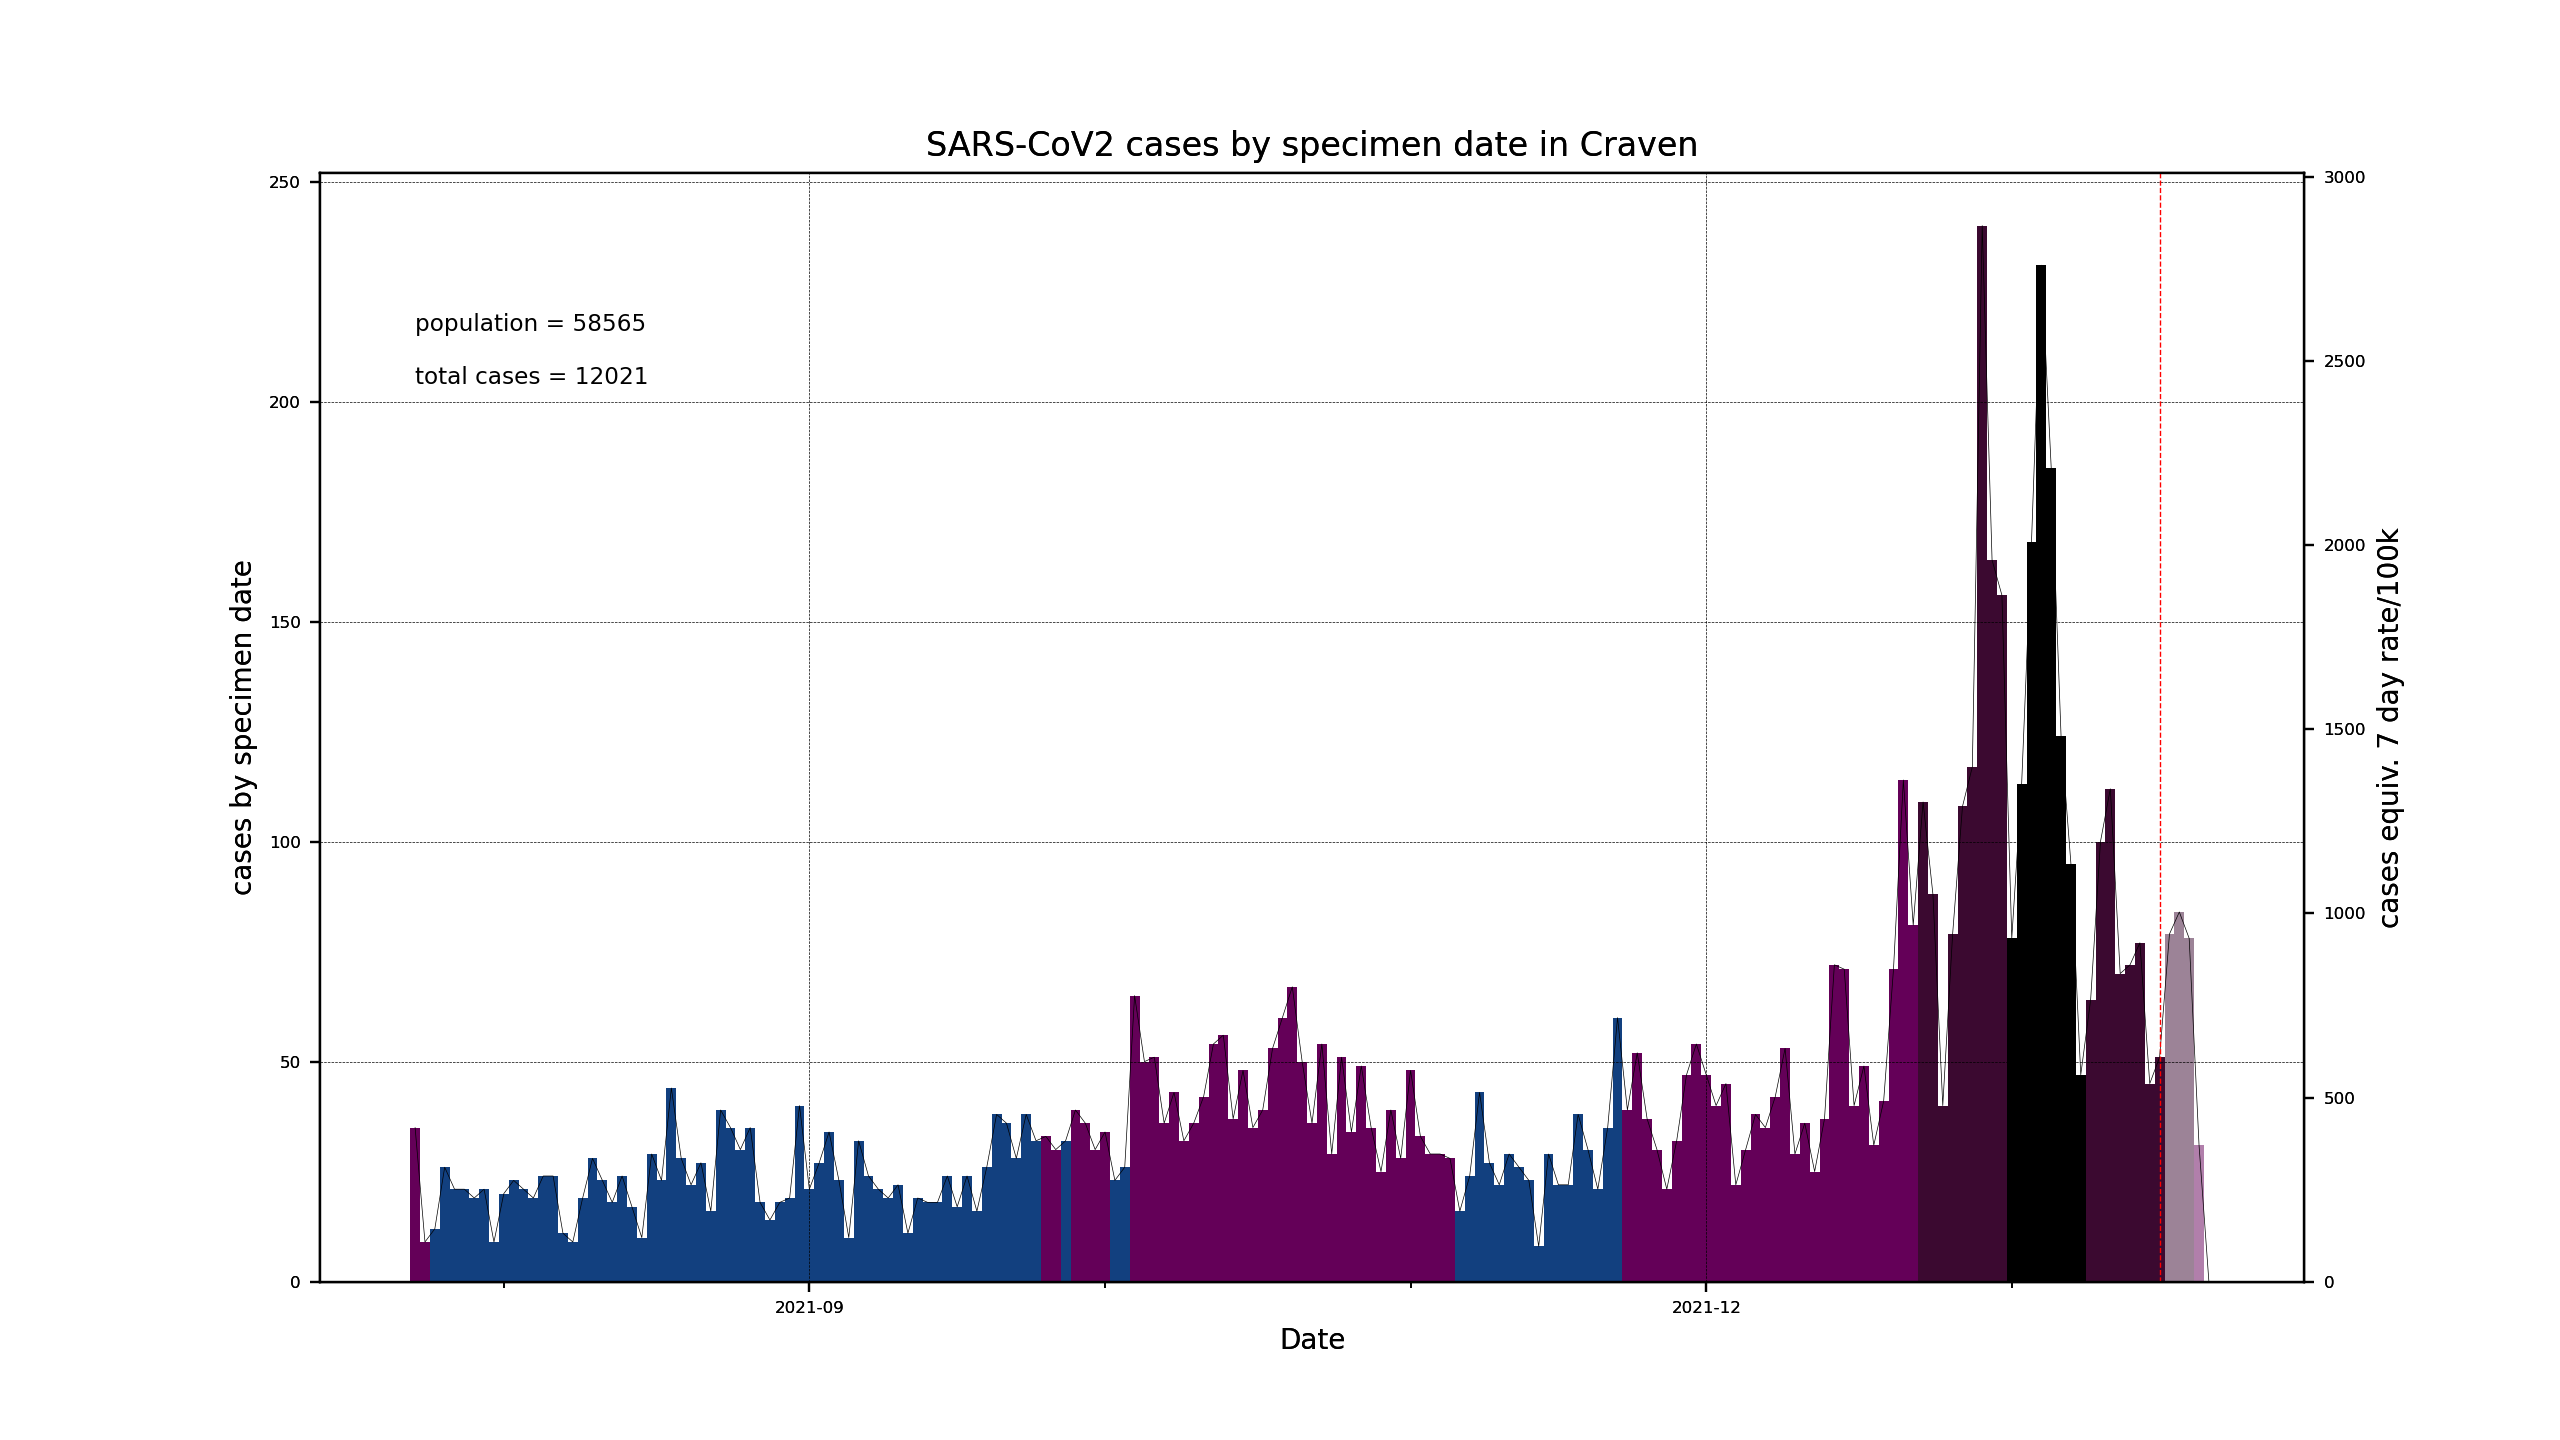 SARS-CoV2 cases by specimen date in Craven
250
200
150
100
50
0
cases by specimen date
population = 58565
total cases = 12021
3000
2500
2000
1500
1000
500
0
cases equiv. 7 day rate/100k
2021-09
2021-12
Date